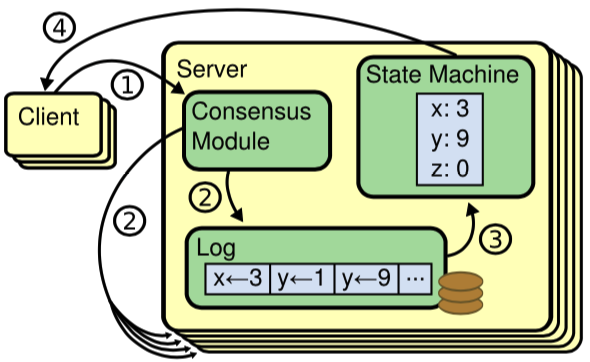 ④
①
Server
State Machine
x: 3
y: 9
z: 0
Client
Consensus
Module
②
②
③
Log
x←3 y←1 y←9 ···